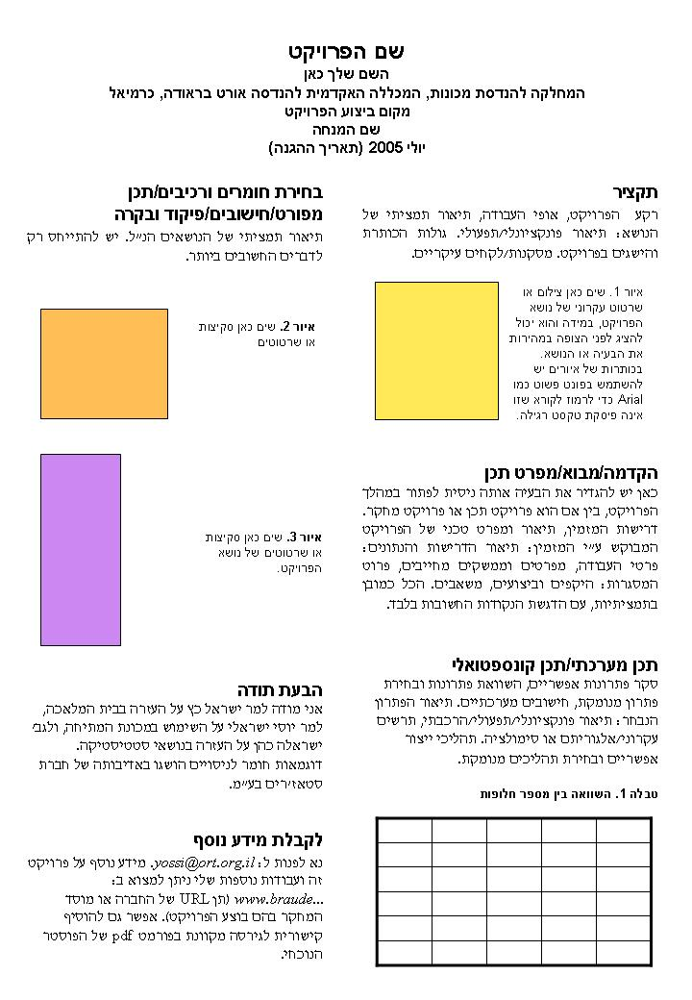 שם הפרויקט
השם שלך כאן
המחלקה להנדסת מכונות, המכללה האקדמית להנדסה אורט בראודה, כרמיאל
מקום ביצוע הפרויקט
שם המנחה
יולי 2005 (תאריך ההגנה)
תקציר
רקע הפרויקט, אופי העבודה, תיאור תמציתי של
הנושא: תיאור פונקציונלי/תפעולי. גולות הכותרת
והישגים בפרויקט. מסקנות/לקחים עיקריים.
איור 1. שים כאן צילום או
שרטוט עקרוני של נושא
הפרויקט, במידה והוא יכול
להציג לפני הצופה במהירות
את הבעיה או הנושא.
בכותרות של איורים יש
להשתמש בפונט פשוט כמו
Arial כדי לרמוז לקורא שזו
אינה פיסקת טקסט רגילה.
הקדמה/מבוא/מפרט תכן
כאן יש להגדיר את הבעיה אותה ניסית לפתור במהלך
הפרויקט, בין אם הוא פרויקט תכן או פרויקט מחקר.
דרישות המזמין, תיאור ומפרט טכני של הפרויקט
המבוקש ע״י המזמין: תיאור הדרישות והנתונים:
פרטי העבודה, מפרטים וממשקים מחייבים, פרוט
המסגרות: היקפים וביצועים, משאבים. הכל כמובן
בתמציתיות, עם הדגשת הנקודות החשובות בלבד.
תכן מערכתי/תכן קונספטואלי
סקר פתרונות אפשריים, השוואת פתרונות ובחירת
פתרון מנומקת, חישובים מערכתיים. תיאור הפתרון
הנבחר: תיאור פונקציונלי/תפעולי/הרכבתי, תרשים
עקרוני/אלגוריתם או סימולציה. תהליכי ייצור
אפשריים ובחירת תהליכים מנומקת.
טבלה 1. השוואה בין מספר חלופות
בחירת חומרים ורכיבים/תכן
מפורט/חישובים/פיקוד ובקרה
תיאור תמציתי של הנושאים הנ״ל. יש להתייחס רק
לדברים החשובים ביותר.
איור 2. שים כאן סקיצות
או שרטוטים
איור 3. שים כאן סקיצות
או שרטוטים של נושא
הפרויקט.
הבעת תודה
אני מודה למר ישראל כץ על העזרה בבית המלאכה,
למר יוסי ישראלי על השימוש במכונת המתיחה, ולגב׳
ישראלה כהן על העזרה בנושאי סטטיסטיקה.
דוגמאות חומר לניסויים הושגו באדיבותה של חברת
סטאז׳רים בע״מ.
לקבלת מידע נוסף
נא לפנות ל: yossi@ort.org.il. מידע נוסף על פרויקט
זה ועבודות נוספות שלי ניתן למצוא ב:
www.braude... (תן URL של החברה או מוסד
המחקר בהם בוצע הפרויקט). אפשר גם להוסיף
קישורית לגירסה מקוונת בפורמט pdf של הפוסטר
הנוכחי.